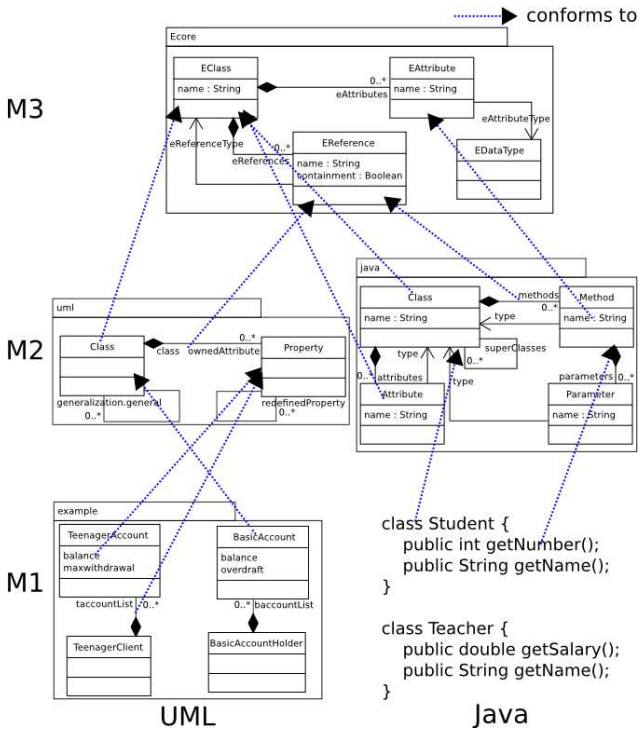 conforms to
Ecore
M3
EClass
name : String
0..*
eAttributes
EAttribute
name : String
eAttributeType
EDataType
eReferenceType
0..*
eReferences
EReference
name : String
containment : Boolean
M2
uml
Class
class
0..*
ownedAttribute
Property
generalization.general
0..*
redefinedProperty
0..*
java
Class
name : String
methods
0..*
Method
name : String
type
superClasses
0..*
type
type
0..
attributes
Attribute
name : String
parameters
0..*
Parameter
name : String
M1
example
TeenagerAccount
balance
maxwithdrawal
taccountList
0..*
TeenagerClient
BasicAccount
balance
overdraft
0..*
baccountList
BasicAccountHolder
class Student {
public int getNumber();
public String getName();
}
class Teacher {
public double getSalary();
public String getName();
}
UML
Java